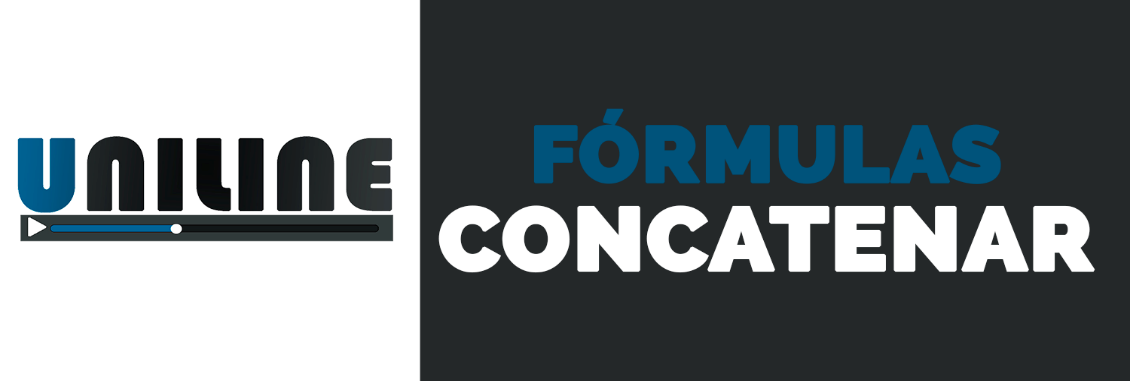 UNILINE
FÓRMULAS
CONCATENAR